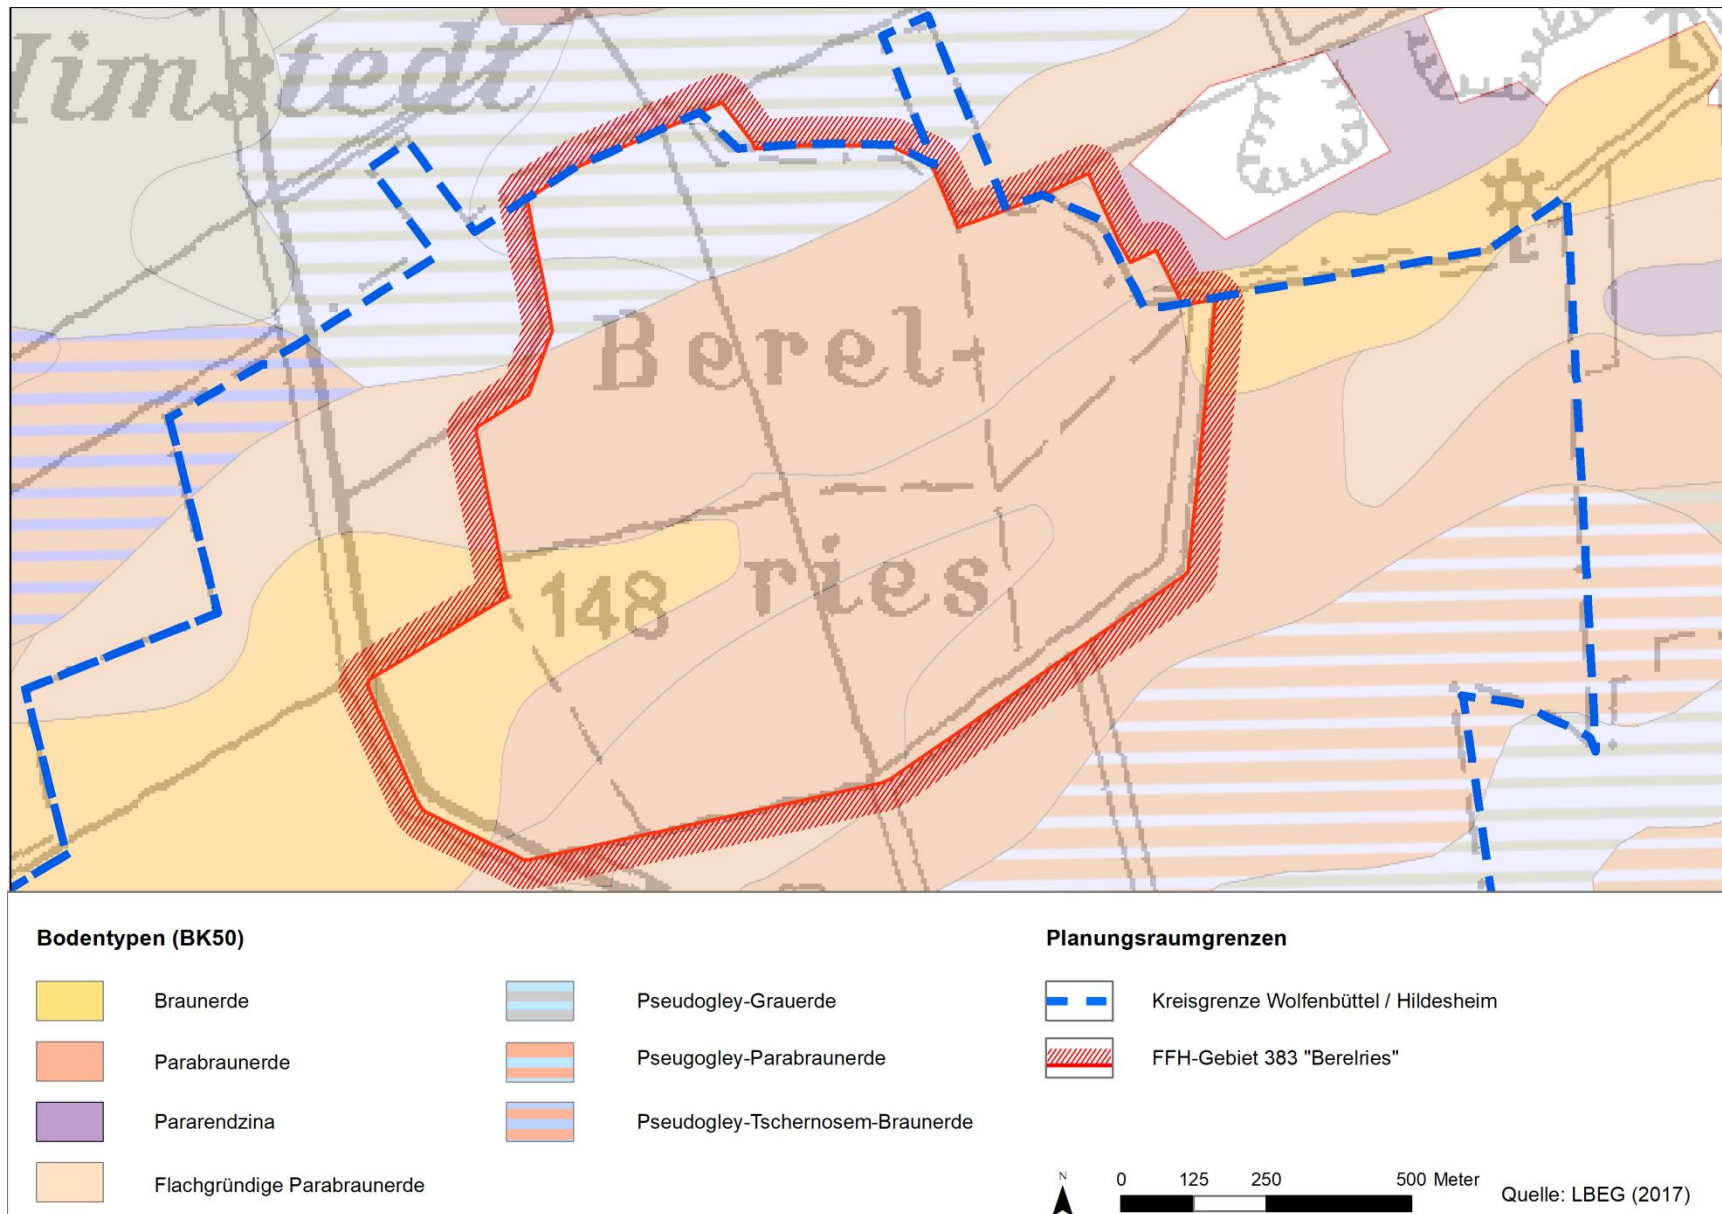 Himstedt
Berel-
ries
148
Bodentypen (BK50)
Braunerde
Parabraunerde
Pararendzina
Flachgründige Parabraunerde
Pseudogley-Grauerde
Pseugogley-Parabraunerde
Pseudogley-Tschernosem-Braunerde
Planungsraumgrenzen
Kreisgrenze Wolfenbüttel / Hildesheim
FFH-Gebiet 383 "Berelries"
N
0 125 250 500 Meter
Quelle: LBEG (2017)